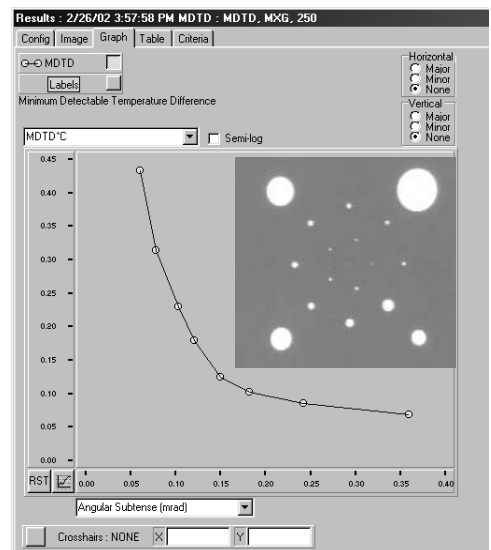 Results : 2/26/02 3:57:58 PM MDTD : MDTD, MXG, 250
Config Image Graph Table Criteria
MDTD
Labels
Minimum Detectable Temperature Difference
Horizontal
Major
Minor
None
Vertical
Major
Minor
None
MDTD°C
Semi-log
0.45
0.40
0.35
0.30
0.25
0.20
0.15
0.10
0.05
0.00
RST
0.00 0.05 0.10 0.15 0.20 0.25 0.30 0.35 0.40
Angular Subtense (mrad)
Crosshairs : NONE X Y